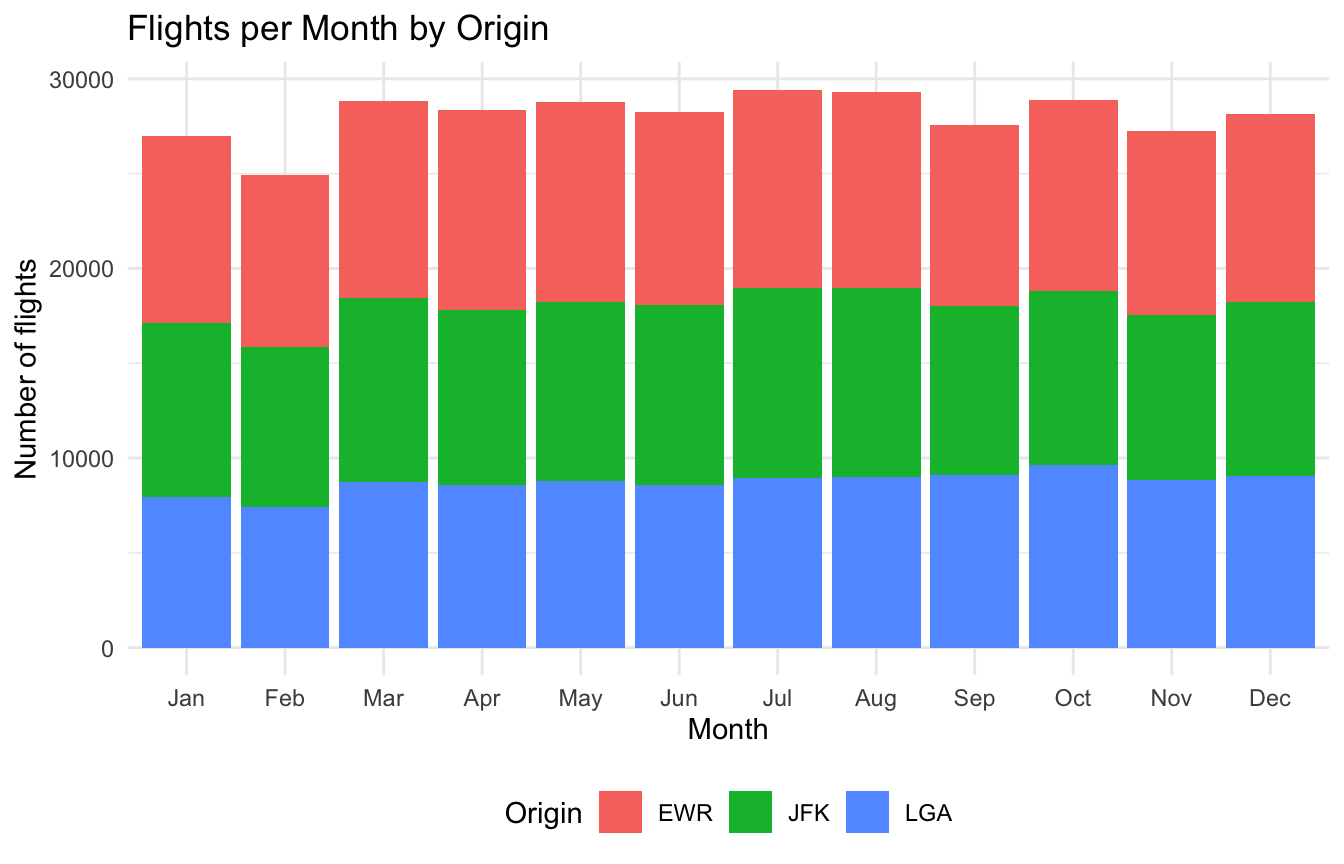 Flights per Month by Origin
30000
20000
10000
0
Number of flights
Jan Feb Mar Apr May Jun Jul Aug Sep Oct Nov Dec
Month
Origin EWR JFK LGA